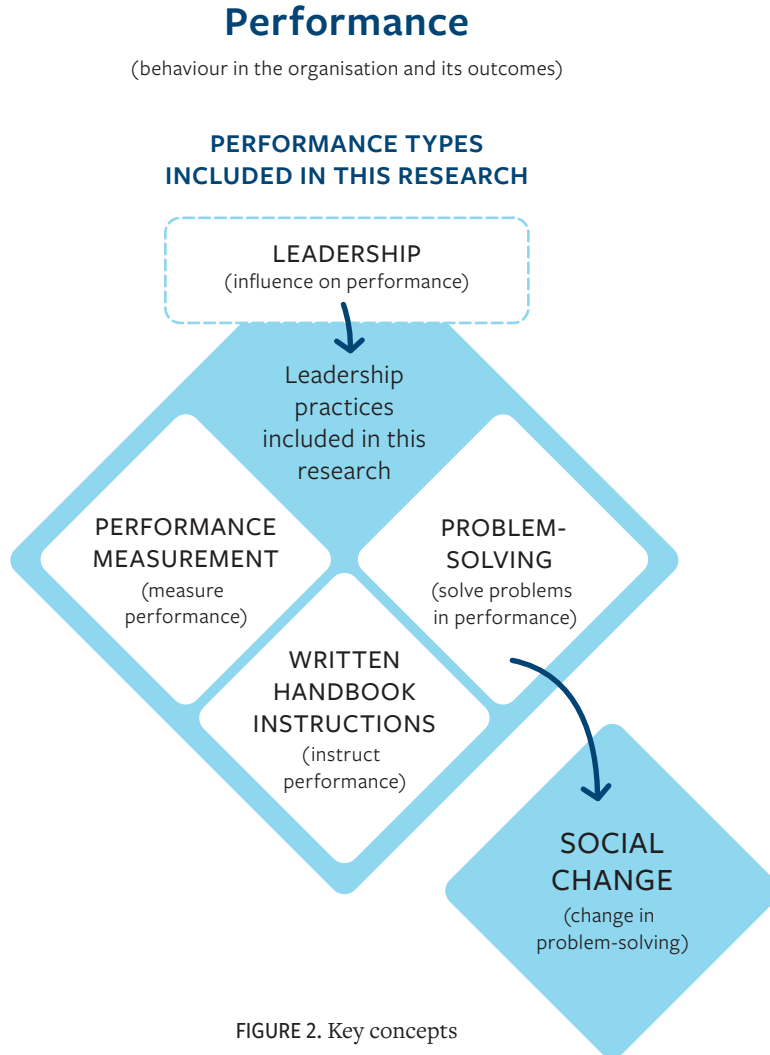 Performance
(behaviour in the organisation and its outcomes)
PERFORMANCE TYPES
INCLUDED IN THIS RESEARCH
LEADERSHIP
(influence on performance)
Leadership
practices
included in this
research
PERFORMANCE
MEASUREMENT
(measure
performance)
PROBLEM-
SOLVING
(solve problems
in performance)
WRITTEN
HANDBOOK
INSTRUCTIONS
(instruct
performance)
SOCIAL
CHANGE
(change in
problem-solving)
FIGURE 2. Key concepts